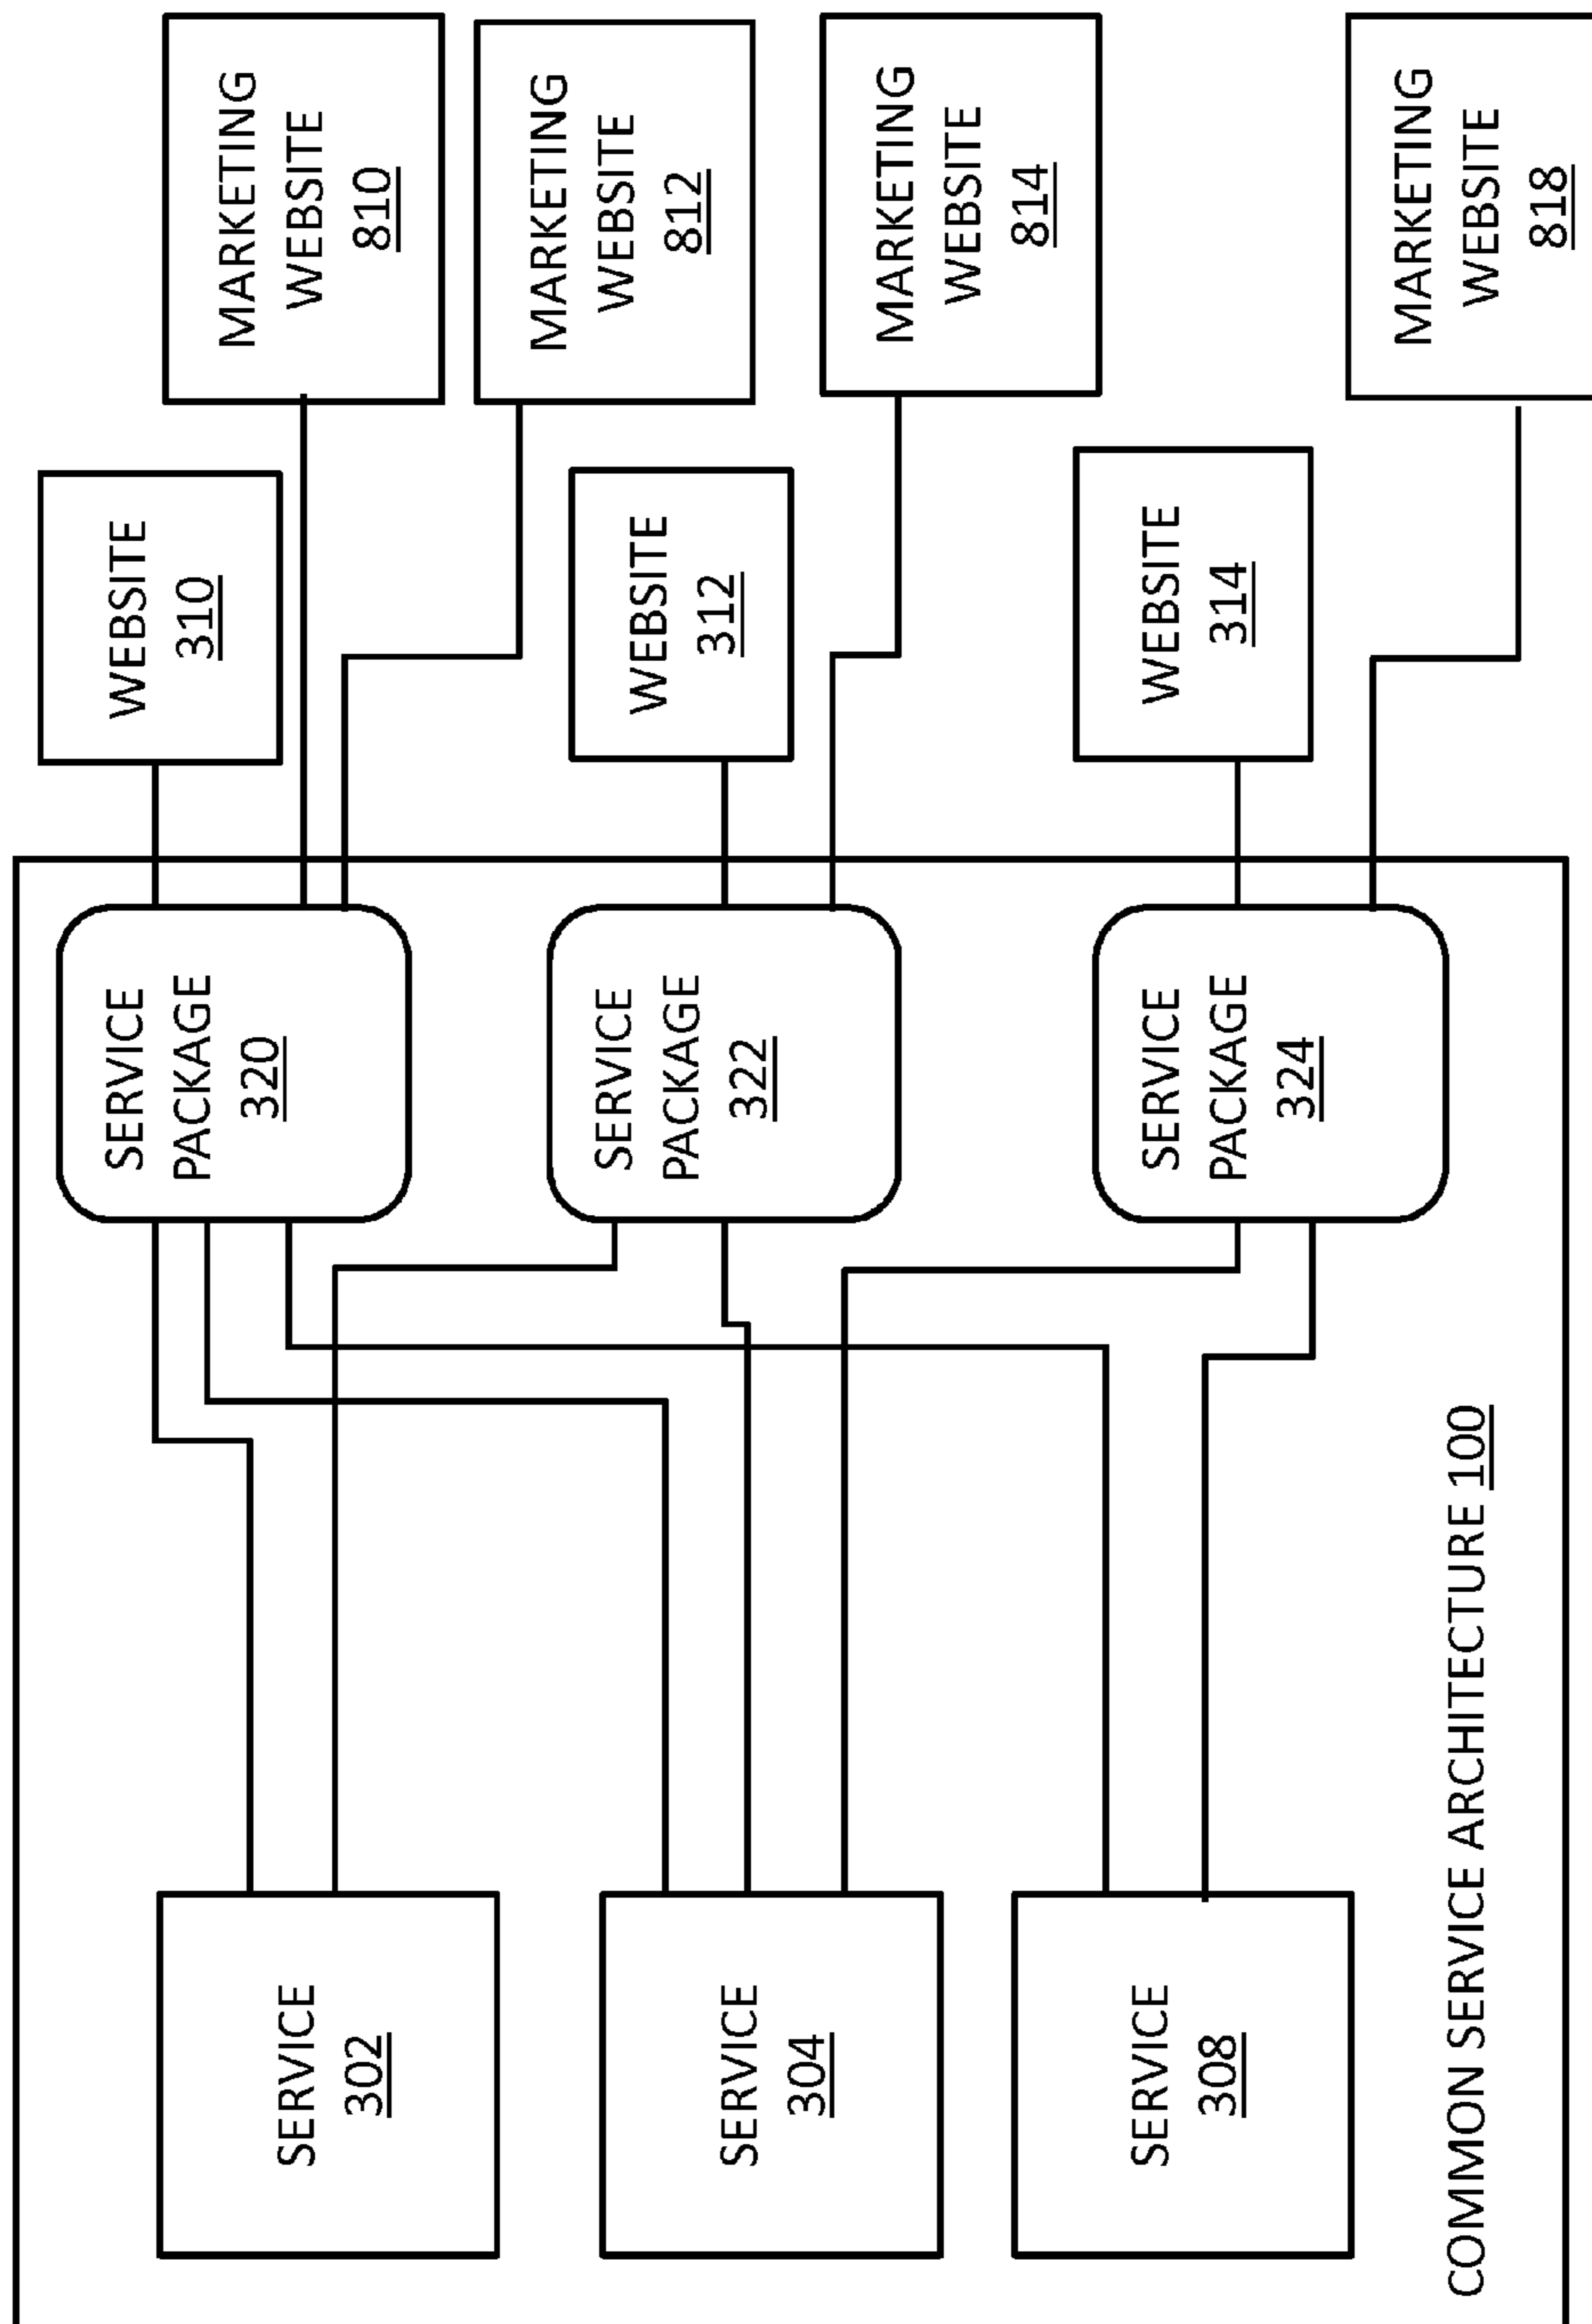 SERVICE
302
SERVICE
304
SERVICE
308
SERVICE
PACKAGE
320
SERVICE
PACKAGE
322
SERVICE
PACKAGE
324
WEBSITE
310
WEBSITE
312
WEBSITE
314
MARKETING
WEBSITE
810
MARKETING
WEBSITE
812
MARKETING
WEBSITE
814
MARKETING
WEBSITE
818
COMMON SERVICE ARCHITECTURE 100